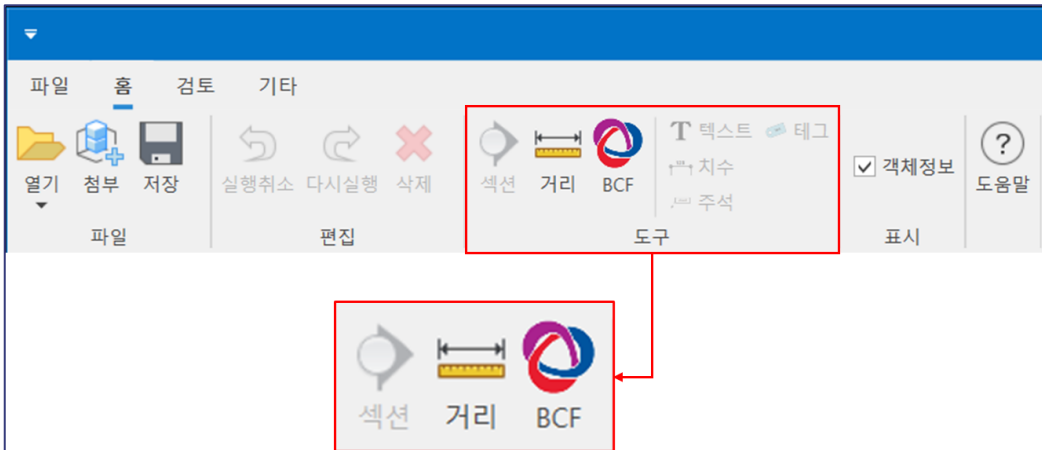 파일 홈 검토 기타
열기 첨부 저장
파일
실행취소 다시실행 삭제
편집
섹션 거리 BCF
T 텍스트 태그
치수
주석
도구
객체정보
표시
?
도움말
섹션 거리 BCF